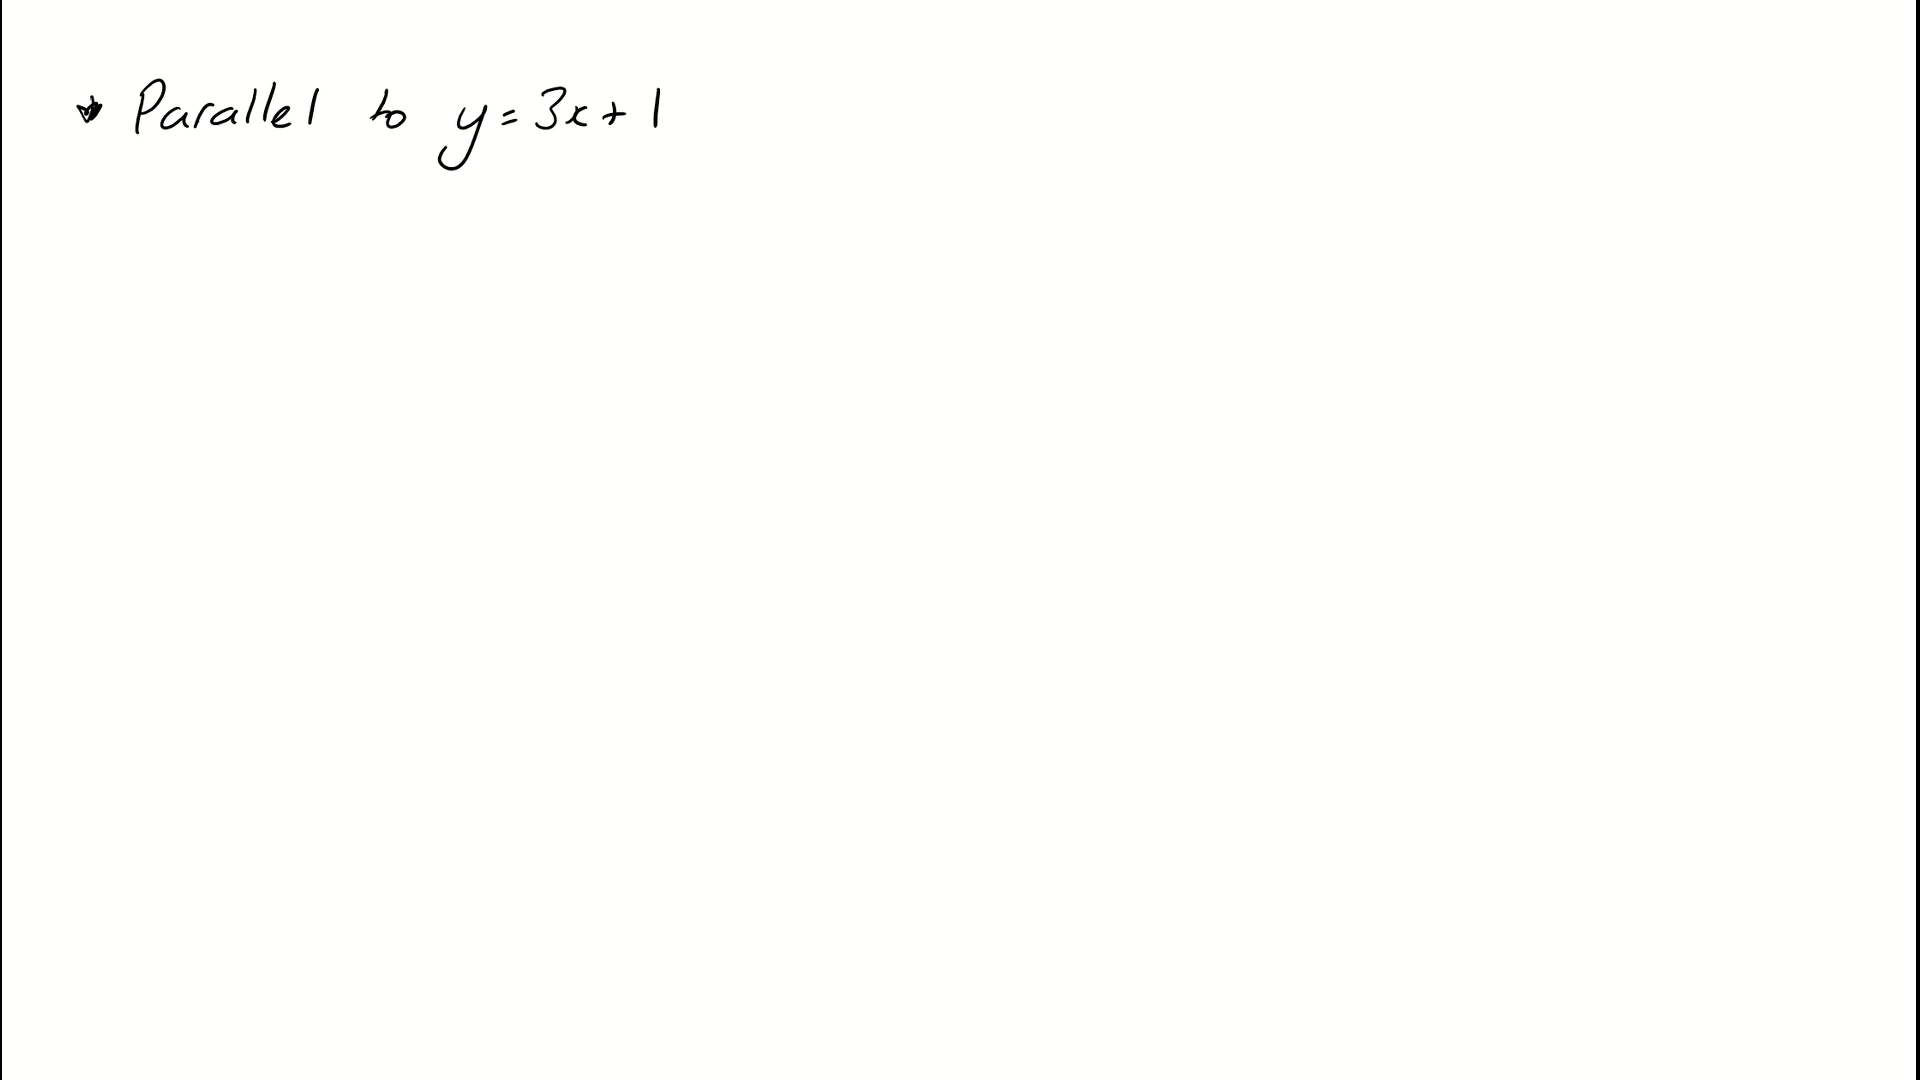 Parallel to y = 3x + 1